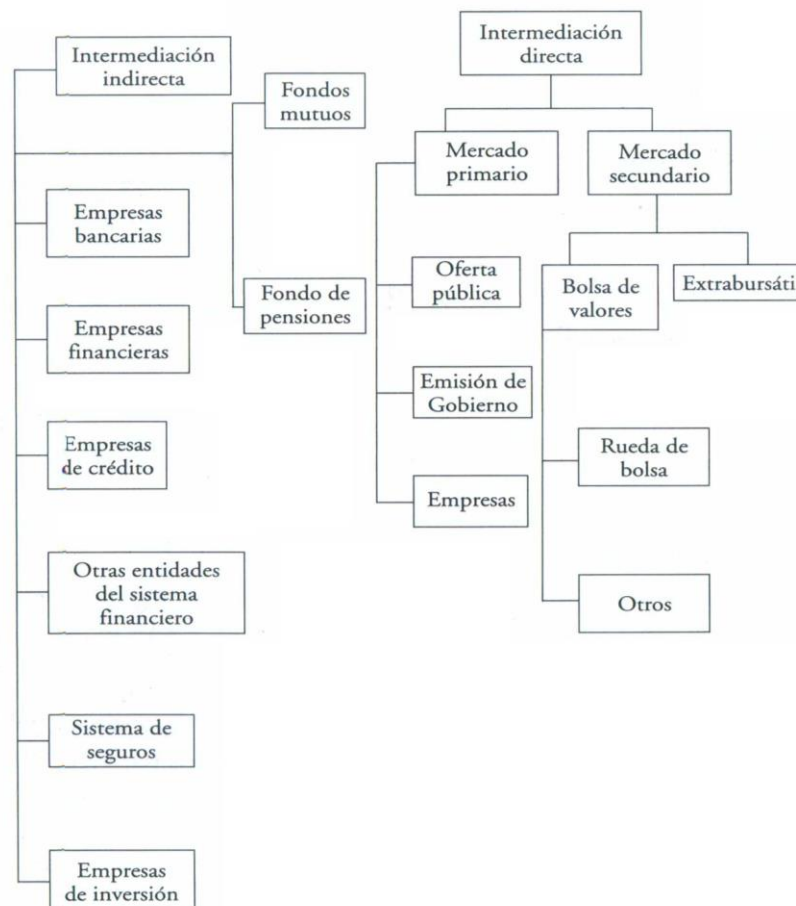 Intermediación
indirecta
Fondos
mutuos
Empresas
bancarias
Fondo de
pensiones
Empresas
financieras
Empresas
de crédito
Otras entidades
del sistema
financiero
Sistema de
seguros
Empresas
de inversión
Intermediación
directa
Mercado
primario
Mercado
secundario
Oferta
pública
Emisión de
Gobierno
Empresas
Bolsa de
valores
Extrabursáti
Rueda de
bolsa
Otros